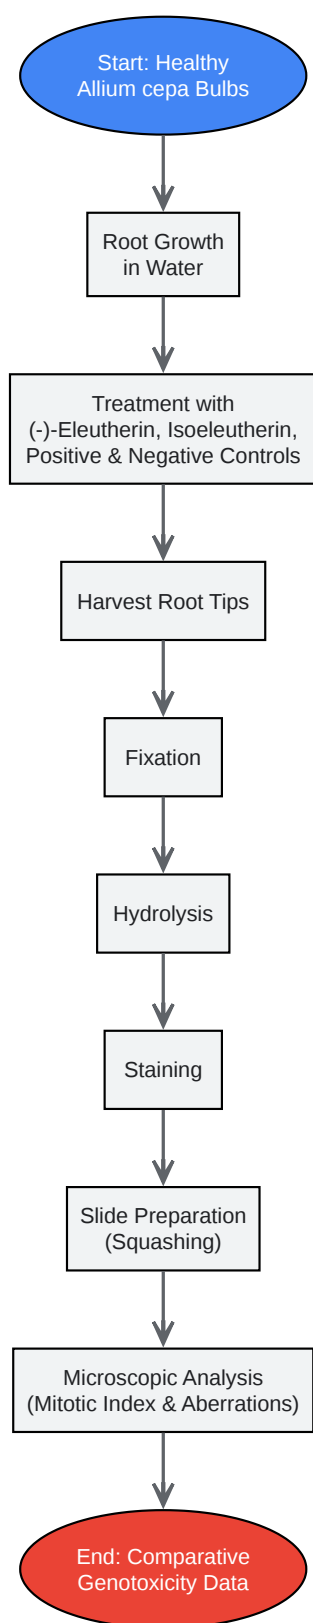 Start: Healthy
Allium cepa Bulbs
Root Growth
in Water
Treatment with
(-)-Eleutherin, Isoeleutherin,
Positive & Negative Controls
Harvest Root Tips
Fixation
Hydrolysis
Staining
Slide Preparation
(Squashing)
Microscopic Analysis
(Mitotic Index & Aberrations)
End: Comparative
Genotoxicity Data